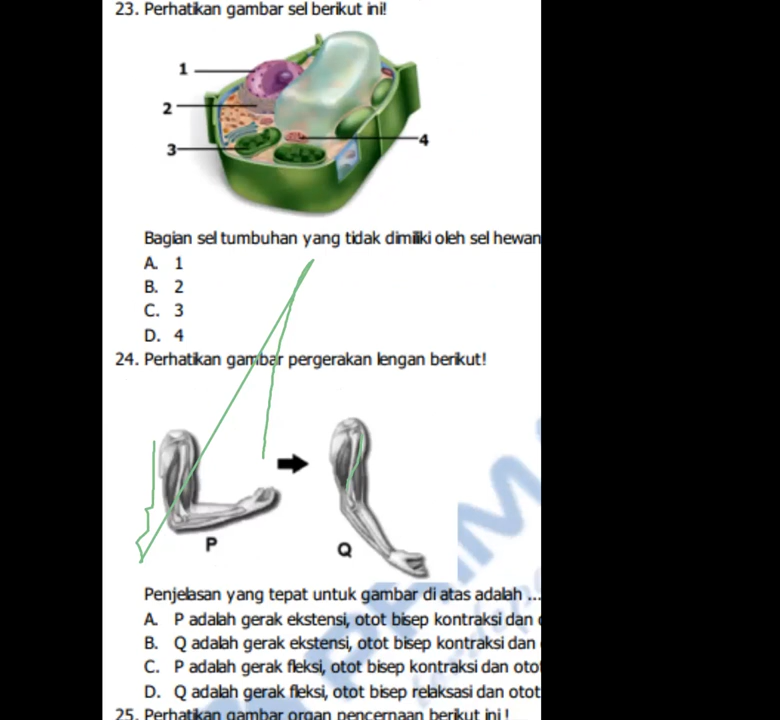 23. Perhatikan gambar sel berikut ini!
1
2
3
4
Bagian sel tumbuhan yang tidak dimiliki oleh sel hewan
A. 1
B. 2
C. 3
D. 4
24. Perhatikan gambar pergerakan lengan berikut!
P
Q
Penjelasan yang tepat untuk gambar di atas adalah ...
A. P adalah gerak ekstensi, otot bisep kontraksi dan
B. Q adalah gerak ekstensi, otot bisep kontraksi dan
C. P adalah gerak fleksi, otot bisep kontraksi dan oto
D. Q adalah gerak fleksi, otot bisep relaksasi dan otot
25. Perhatikan gambar organ pencernaan berikut ini !